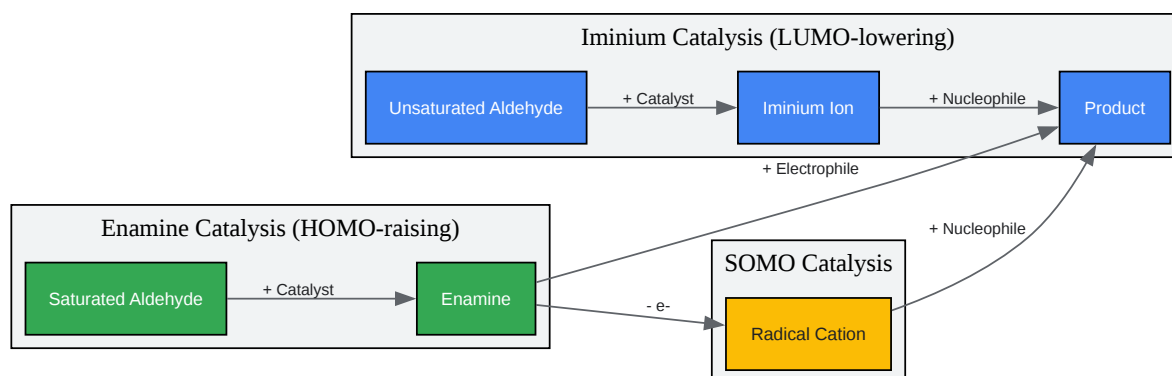 Iminium Catalysis (LUMO-lowering)
Unsaturated Aldehyde
+ Catalyst
Iminium Ion
+ Nucleophile
Product
+ Electrophile
Enamine Catalysis (HOMO-raising)
Saturated Aldehyde
+ Catalyst
Enamine
- e-
SOMO Catalysis
Radical Cation
+ Nucleophile